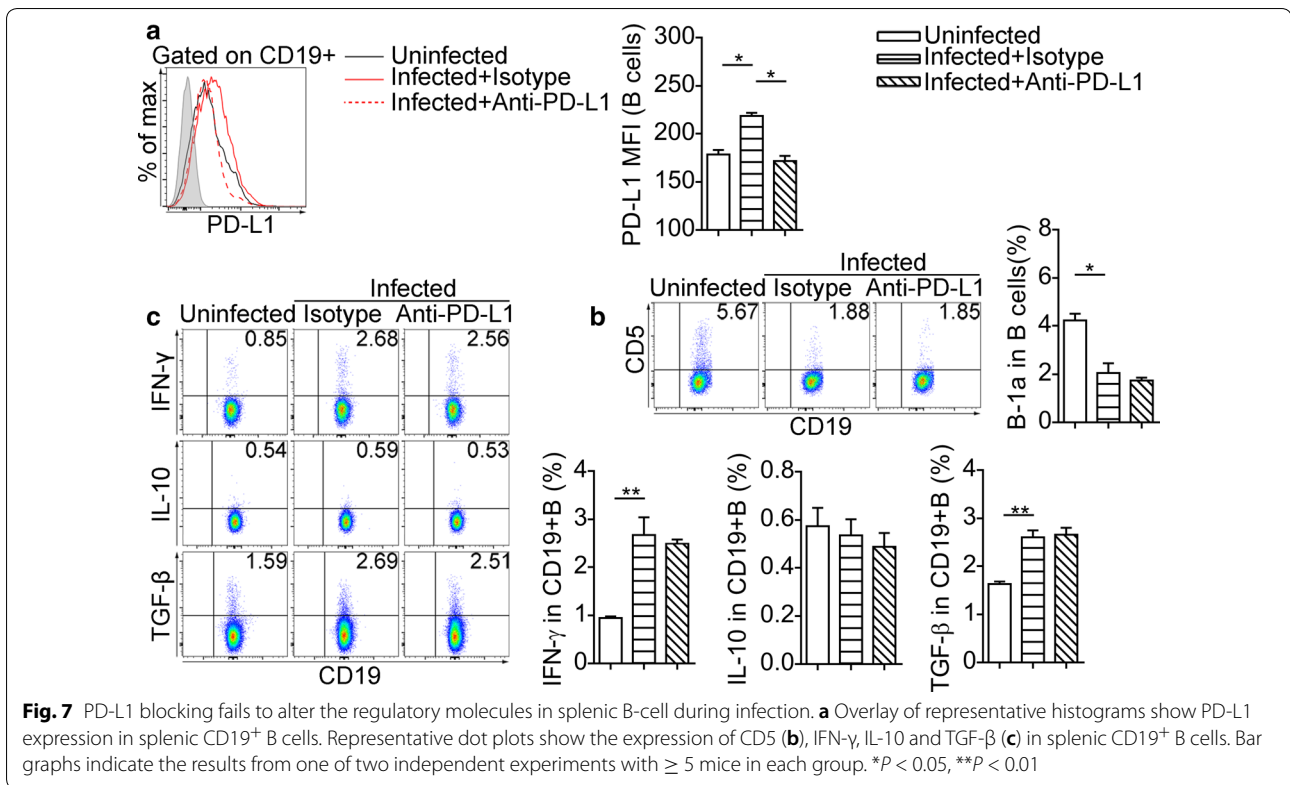 a
Gated on CD19+
Uninfected
Infected+Isotype
Infected+Anti-PD-L1
% of max
PD-L1
PD-L1 MFI (B cells)
300
250
200
150
100
*
*
Uninfected
Infected+Isotype
Infected+Anti-PD-L1
c
Infected
Uninfected Isotype Anti-PD-L1
IFN-γ
0.85 2.68 2.56
IL-10
0.54 0.59 0.53
TGF-β
1.59 2.69 2.51
CD19
b
Infected
Uninfected Isotype Anti-PD-L1
CD5
5.67 1.88 1.85
CD19
B-1a in B cells(%)
8
6
4
2
0
*
IFN-γ in CD19+B (%)
4
3
2
1
0
**
IL-10 in CD19+B (%)
0.8
0.6
0.4
0.2
0.0
TGF-β in CD19+B (%)
4
3
2
1
0
**
Fig. 7 PD-L1 blocking fails to alter the regulatory molecules in splenic B-cell during infection. a Overlay of representative histograms show PD-L1
expression in splenic CD19⁺ B cells. Representative dot plots show the expression of CD5 (b), IFN-γ, IL-10 and TGF-β (c) in splenic CD19⁺ B cells. Bar
graphs indicate the results from one of two independent experiments with ≥ 5 mice in each group. *P < 0.05, **P < 0.01